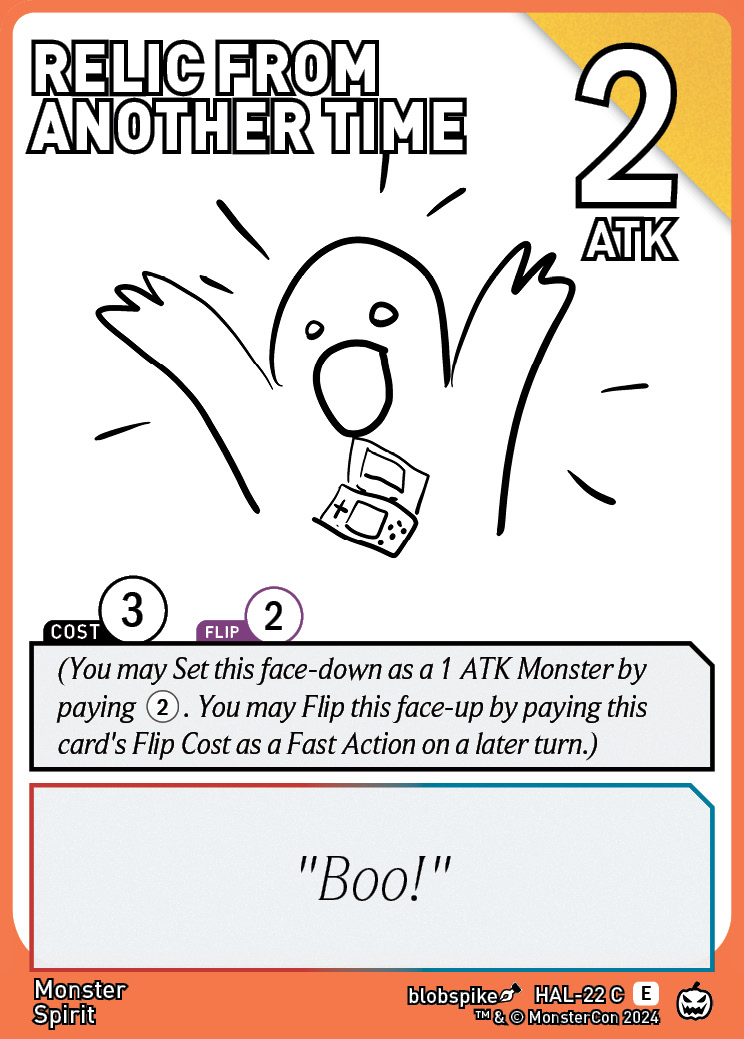 RELIC FROM
ANOTHER TIME
2
ATK
COST 3 FLIP 2
(You may Set this face-down as a 1 ATK Monster by
paying 2. You may Flip this face-up by paying this
card's Flip Cost as a Fast Action on a later turn.)
"Boo!"
Monster
Spirit
blobspike HAL-22 C E
™ & © MonsterCon 2024